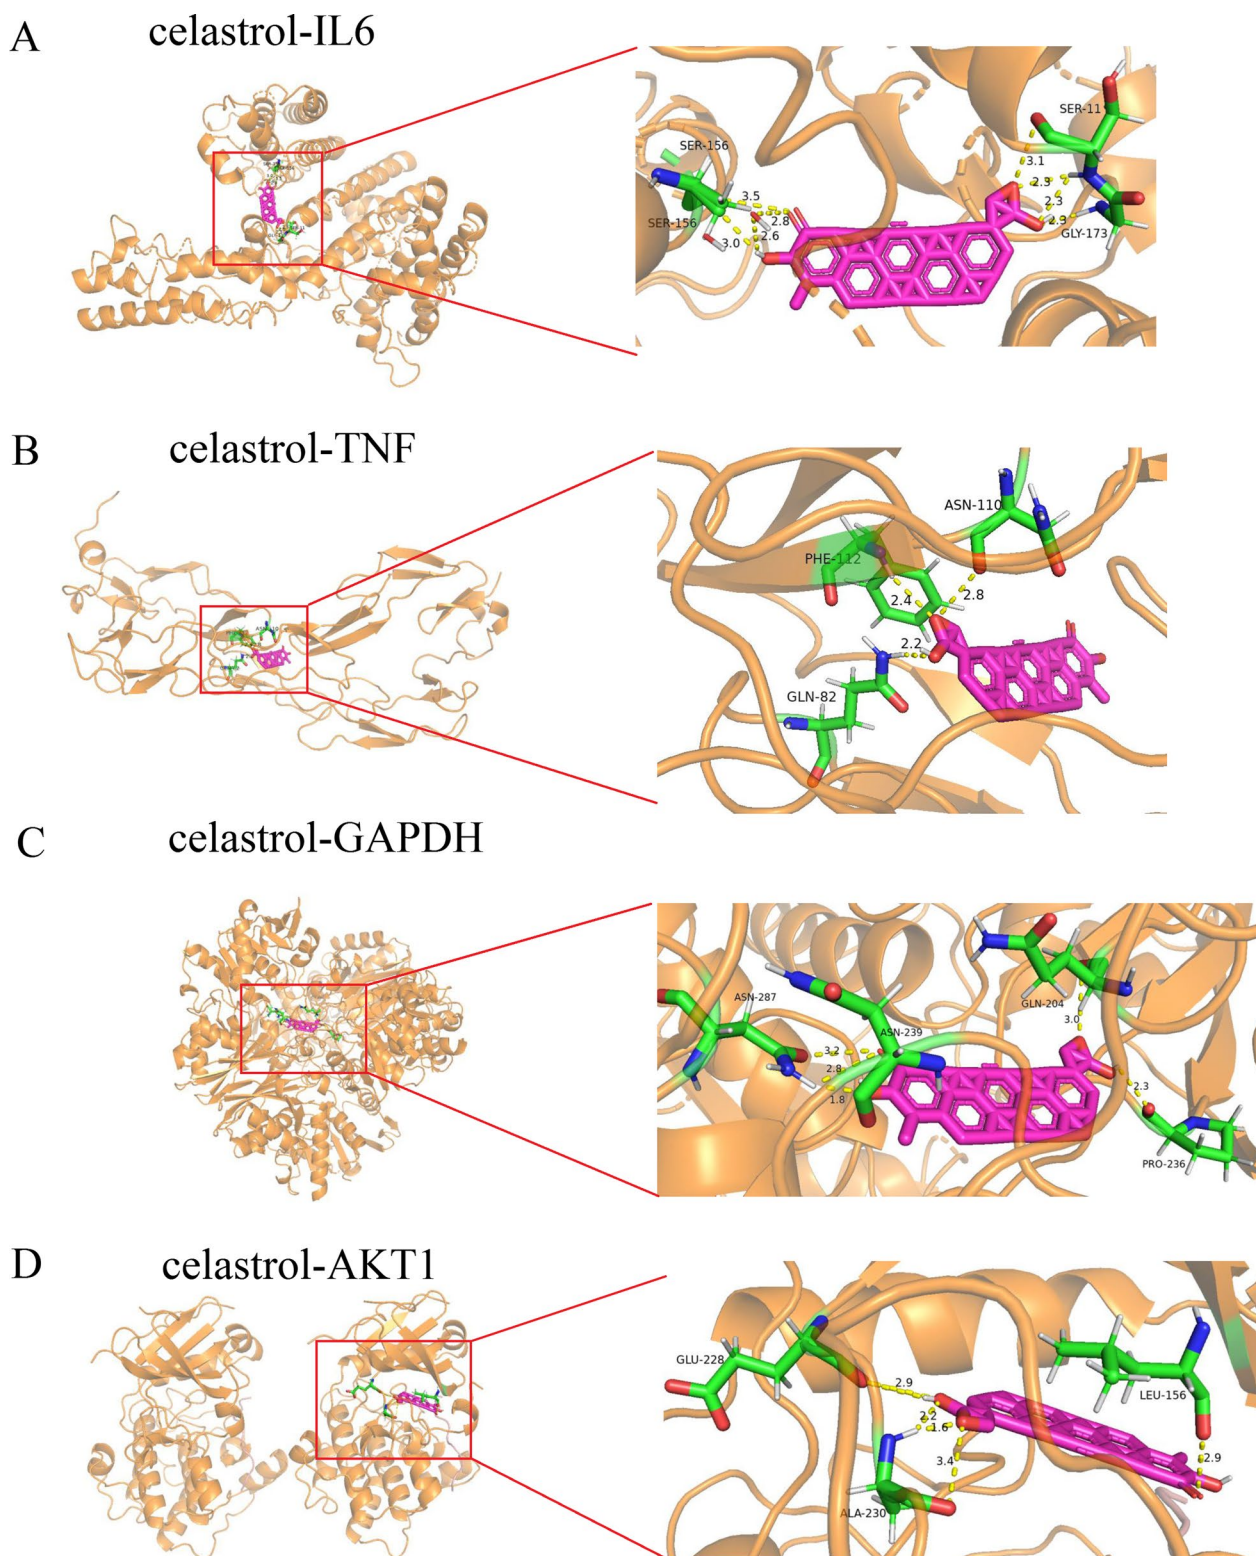 A
celastrol-IL6
SER-11
SER-156
3.1
3.5
2.3
2.8
2.3
SER-156
2.6
2.3
3.0
GLY-173
B
celastrol-TNF
ASN-110
PHE-112
2.4
2.8
2.2
GLN-82
C
celastrol-GAPDH
ASN-287
GLN-204
ASN-239
3.0
3.2
2.8
1.8
2.3
PRO-236
D
celastrol-AKT1
GLU-228
2.9
LEU-156
2.2
1.6
3.4
2.9
ALA-230